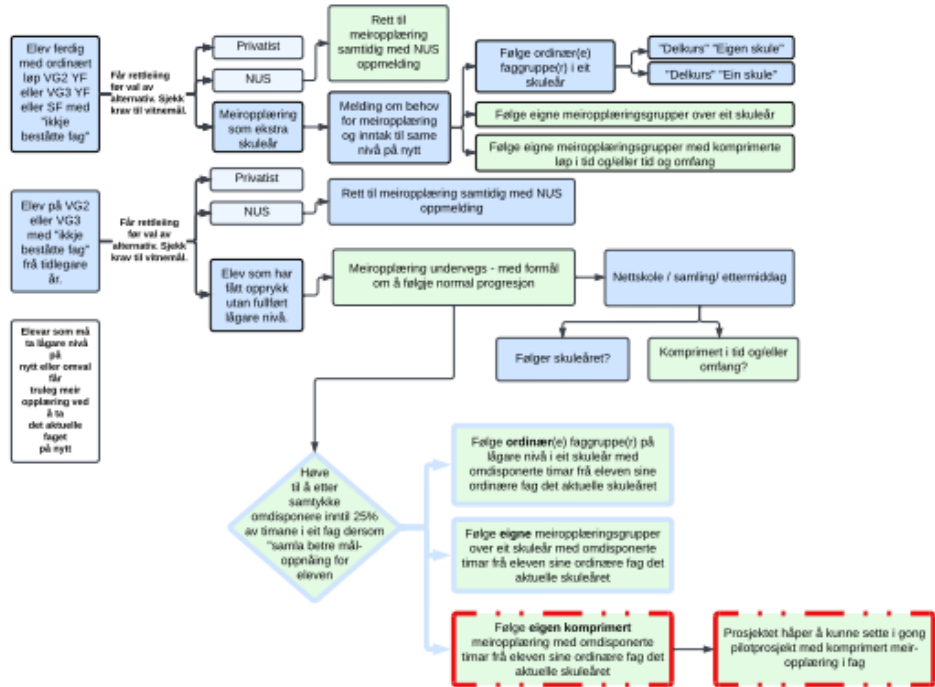 Elev ferdig
med ordinært
løp VG2 YF
eller VG3 YF
eller SF med
"ikkje
beståtte fag"
Får rettleiing
før val av
alternativ. Sjekk
krav til vitnemål.
Privatist
NUS
Meiropplæring
som ekstra
skuleår
Rett til
meiropplæring
samtidig med NUS
oppmelding
Melding om behov
for meiropplæring
og inntak til same
nivå på nytt
Følge ordinær(e)
faggruppe(r) i eit
skuleår
"Delkurs" "Eigen skule"
"Delkurs" "Ein skule"
Følge eigne meiropplæringsgrupper over eit skuleår
Følge eigne meiropplæringsgrupper med komprimerte
løp i tid og/eller tid og omfang
Elev på VG2
eller VG3
med "ikkje
beståtte fag"
frå tidlegare
år.
Får rettleiing
før val av
alternativ. Sjekk
krav til vitnemål.
Privatist
NUS
Elev som har
fått opprykk
utan fullført
lågare nivå.
Rett til meiropplæring samtidig med NUS
oppmelding
Meiropplæring undervegs - med formål
om å følgje normal progresjon
Nettskole / samling/ ettermiddag
Følger skuleåret?
Komprimert i tid og/eller
omfang?
Elevar som må
ta lågare nivå
på
nytt eller omval
får
truleg meir
opplæring ved
å ta
det aktuelle
faget
på nytt
Høve
til å etter
samtykke
omdisponere inntil 25%
av timane i eit fag dersom
"samla betre mål-
oppnåing for
eleven
Følge ordinær(e) faggruppe(r) på
lågare nivå i eit skuleår med
omdisponerte timar frå eleven sine
ordinære fag det aktuelle skuleåret
Følge eigne meiropplæringsgrupper
over eit skuleår med omdisponerte
timar frå eleven sine ordinære fag det
aktuelle skuleåret
Følge eigen komprimert
meiropplæring med omdisponerte
timar frå eleven sine ordinære fag det
aktuelle skuleåret
Prosjektet håper å kunne sette i gong
pilotprosjekt med komprimert meir-
opplæring i fag